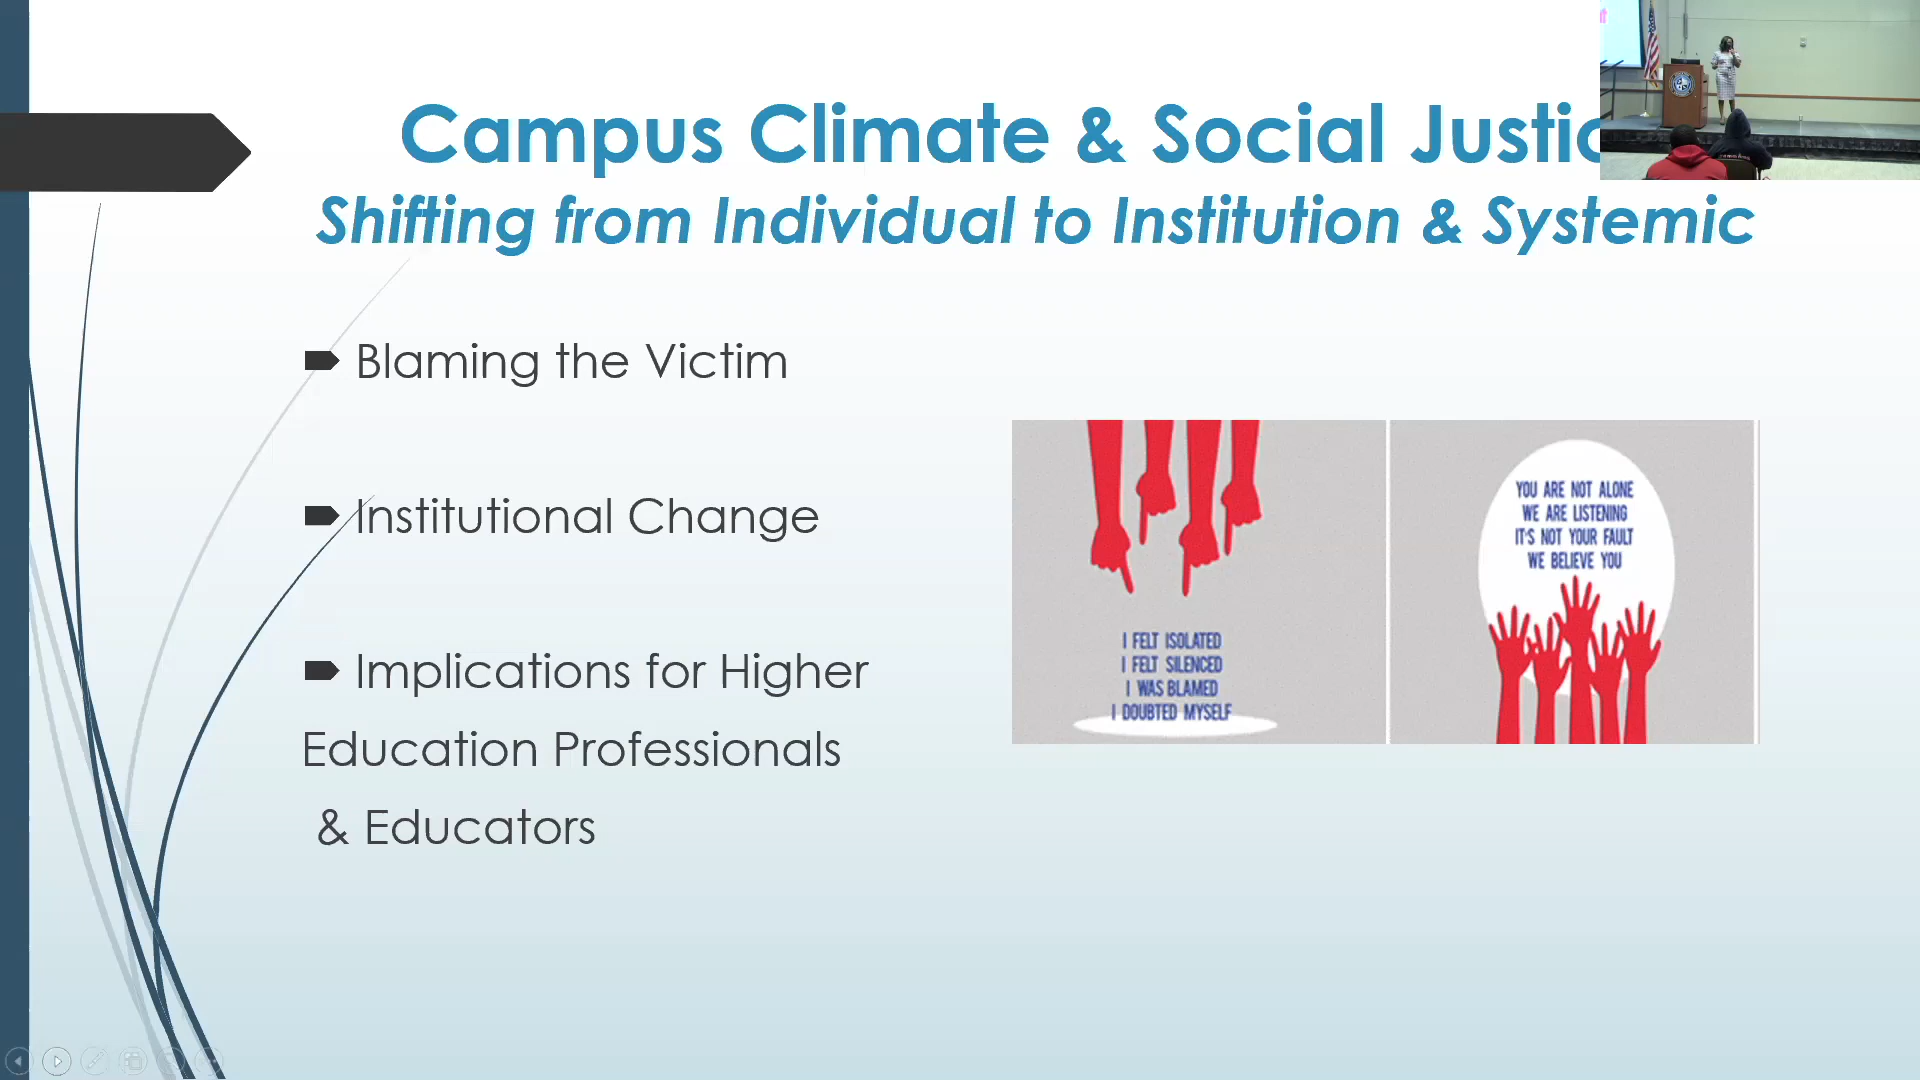 Campus Climate & Social Justic
Shifting from Individual to Institution & Systemic
Blaming the Victim
Institutional Change
Implications for Higher
Education Professionals
& Educators
I FELT ISOLATED
I FELT SILENCED
I WAS BLAMED
I DOUBTED MYSELF
YOU ARE NOT ALONE
WE ARE LISTENING
IT'S NOT YOUR FAULT
WE BELIEVE YOU